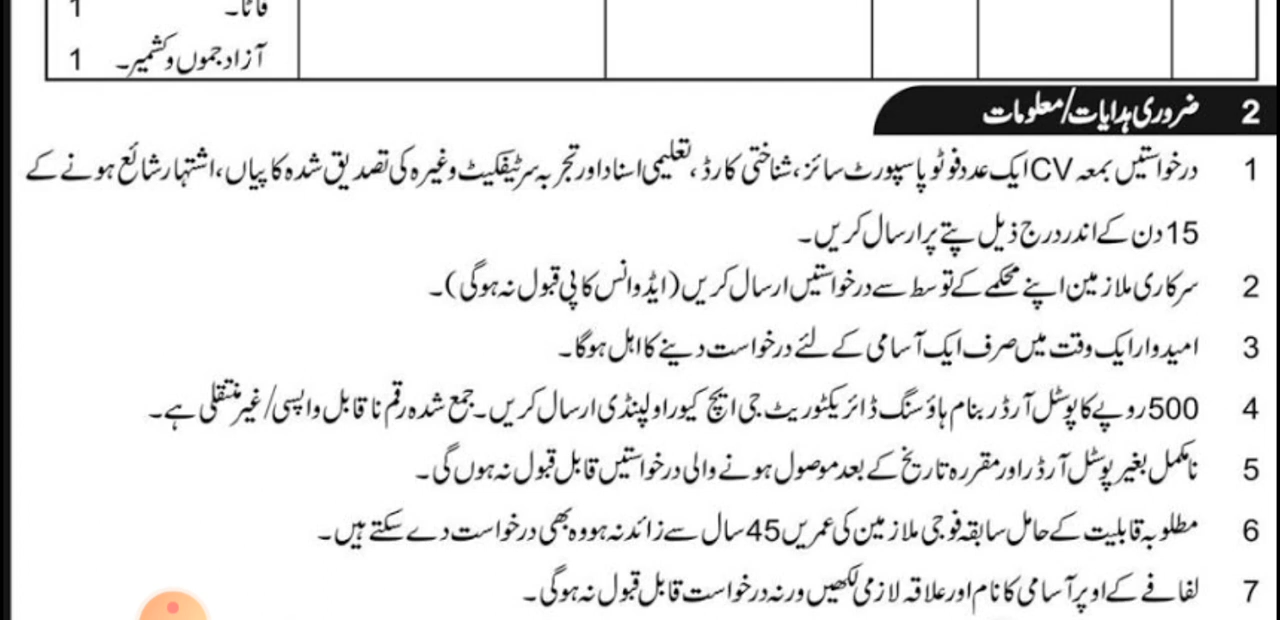 فاٹا۔ 1
آزاد جموں و کشمیر۔ 1
2 ضروری ہدایات/معلومات
1 درخواستیں بمعہ CV ایک عدد فوٹو پاسپورٹ سائز، شناختی کارڈ، تعلیمی اسناد اور تجربہ سرٹیفکیٹ وغیرہ کی تصدیق شدہ کاپیاں، اشتہار شائع ہونے کے
15 دن کے اندر درج ذیل پتے پر ارسال کریں۔
2 سرکاری ملازمین اپنے محکمے کے توسط سے درخواستیں ارسال کریں (ایڈوانس کاپی قبول نہ ہوگی)۔
3 امیدوار ایک وقت میں صرف ایک آسامی کے لئے درخواست دینے کا اہل ہوگا۔
4 500 روپے کا پوسٹل آرڈر بنام ہاؤسنگ ڈائریکٹوریٹ جی ایچ کیو راولپنڈی ارسال کریں۔ جمع شدہ رقم ناقابل واپسی/غیر منتقلی ہے۔
5 نامکمل بغیر پوسٹل آرڈر اور مقررہ تاریخ کے بعد موصول ہونے والی درخواستیں قابل قبول نہ ہوں گی۔
6 مطلوبہ قابلیت کے حامل سابقہ فوجی ملازمین کی عمریں 45 سال سے زائد نہ ہو وہ بھی درخواست دے سکتے ہیں۔
7 لفافے کے اوپر آسامی کا نام اور علاقہ لازمی لکھیں ورنہ درخواست قابل قبول نہ ہوگی۔